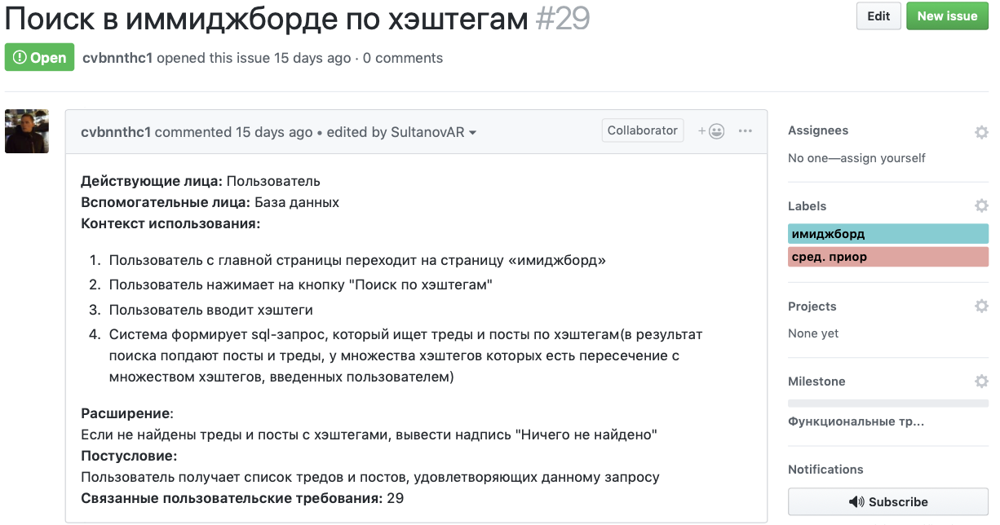 Поиск в иммиджборде по хэштегам #29
Edit
New issue
Open
cvbnnthc1 opened this issue 15 days ago · 0 comments
cvbnnthc1 commented 15 days ago • edited by SultanovAR
Collaborator
Действующие лица: Пользователь
Вспомогательные лица: База данных
Контекст использования:
1. Пользователь с главной страницы переходит на страницу «имиджборд»
2. Пользователь нажимает на кнопку "Поиск по хэштегам"
3. Пользователь вводит хэштеги
4. Система формирует sql-запрос, который ищет треды и посты по хэштегам(в результат
поиска попдают посты и треды, у множества хэштегов которых есть пересечение с
множеством хэштегов, введенных пользователем)
Расширение:
Если не найдены треды и посты с хэштегами, вывести надпись "Ничего не найдено"
Постусловие:
Пользователь получает список тредов и постов, удовлетворяющих данному запросу
Связанные пользовательские требования: 29
Assignees
No one—assign yourself
Labels
имиджборд
сред. приор
Projects
None yet
Milestone
Функциональные тр...
Notifications
Subscribe